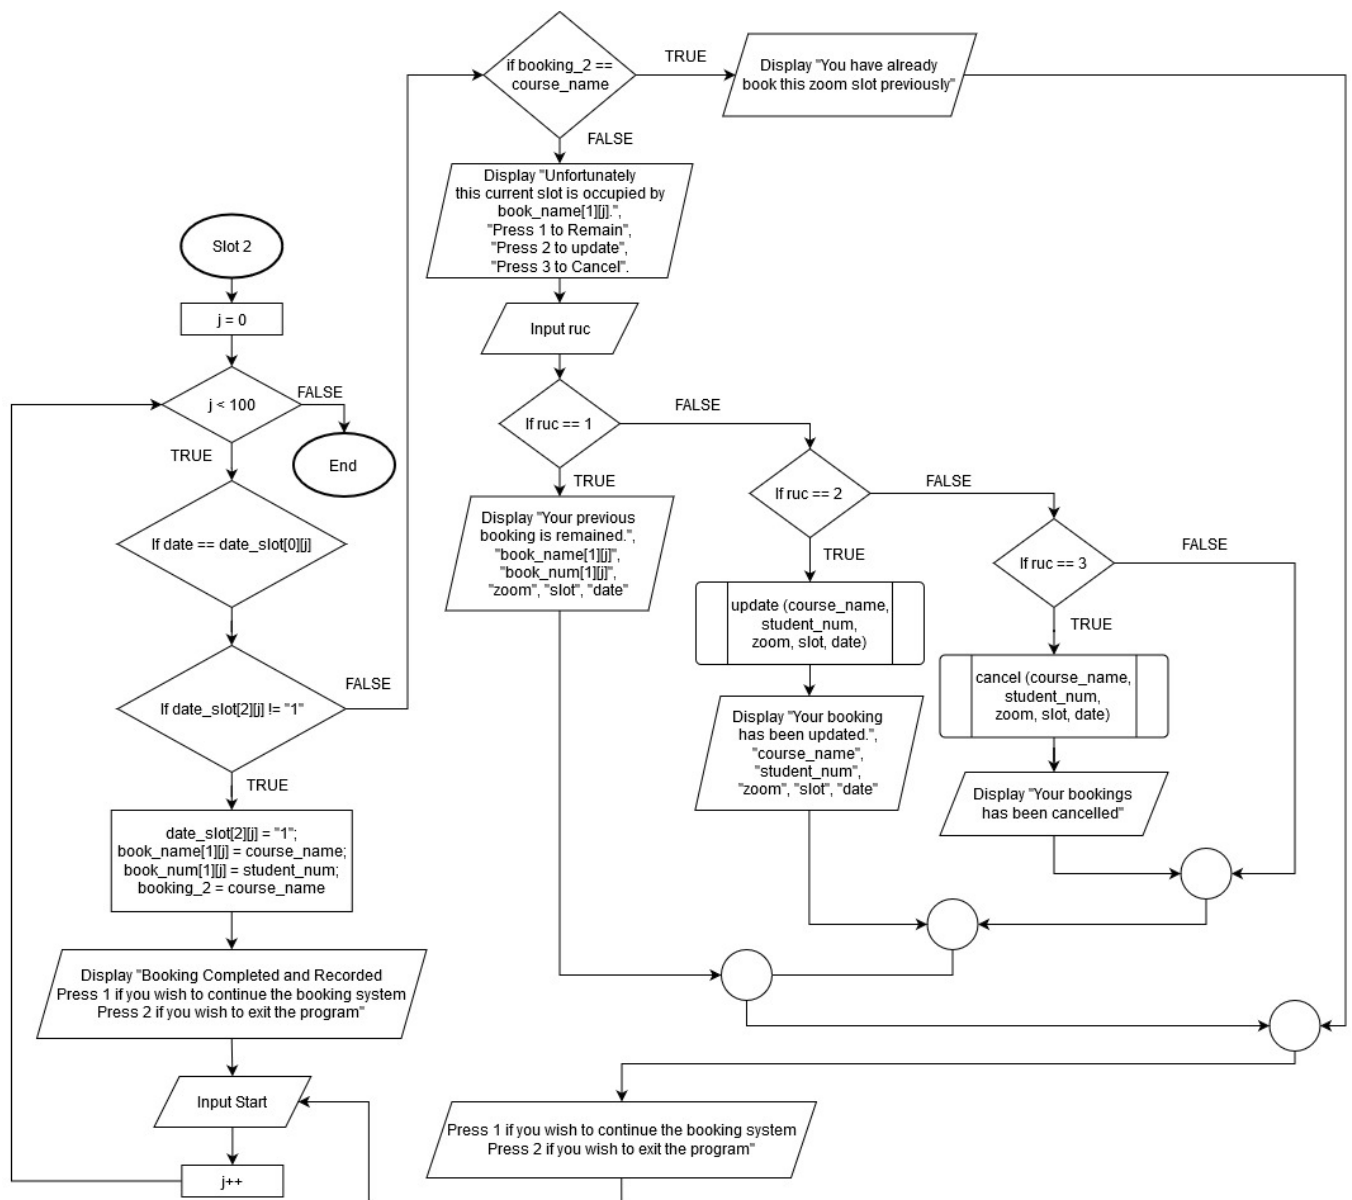 Slot 2
j = 0
j < 100
FALSE
End
TRUE
If date == date_slot[0][j]
If date_slot[2][j] != "1"
FALSE
TRUE
date_slot[2][j] = "1";
book_name[1][j] = course_name;
book_num[1][j] = student_num;
booking_2 = course_name
Display "Booking Completed and Recorded
Press 1 if you wish to continue the booking system
Press 2 if you wish to exit the program"
Input Start
j++
if booking_2 ==
course_name
TRUE
Display "You have already
book this zoom slot previously"
FALSE
Display "Unfortunately
this current slot is occupied by
book_name[1][j].",
"Press 1 to Remain",
"Press 2 to update",
"Press 3 to Cancel".
Input ruc
If ruc == 1
FALSE
TRUE
Display "Your previous
booking is remained.",
"book_name[1][j]",
"book_num[1][j]",
"zoom", "slot", "date"
If ruc == 2
FALSE
TRUE
update (course_name,
student_num,
zoom, slot, date)
Display "Your booking
has been updated.",
"course_name",
"student_num",
"zoom", "slot", "date"
If ruc == 3
FALSE
TRUE
cancel (course_name,
student_num,
zoom, slot, date)
Display "Your bookings
has been cancelled"
Press 1 if you wish to continue the booking system
Press 2 if you wish to exit the program"